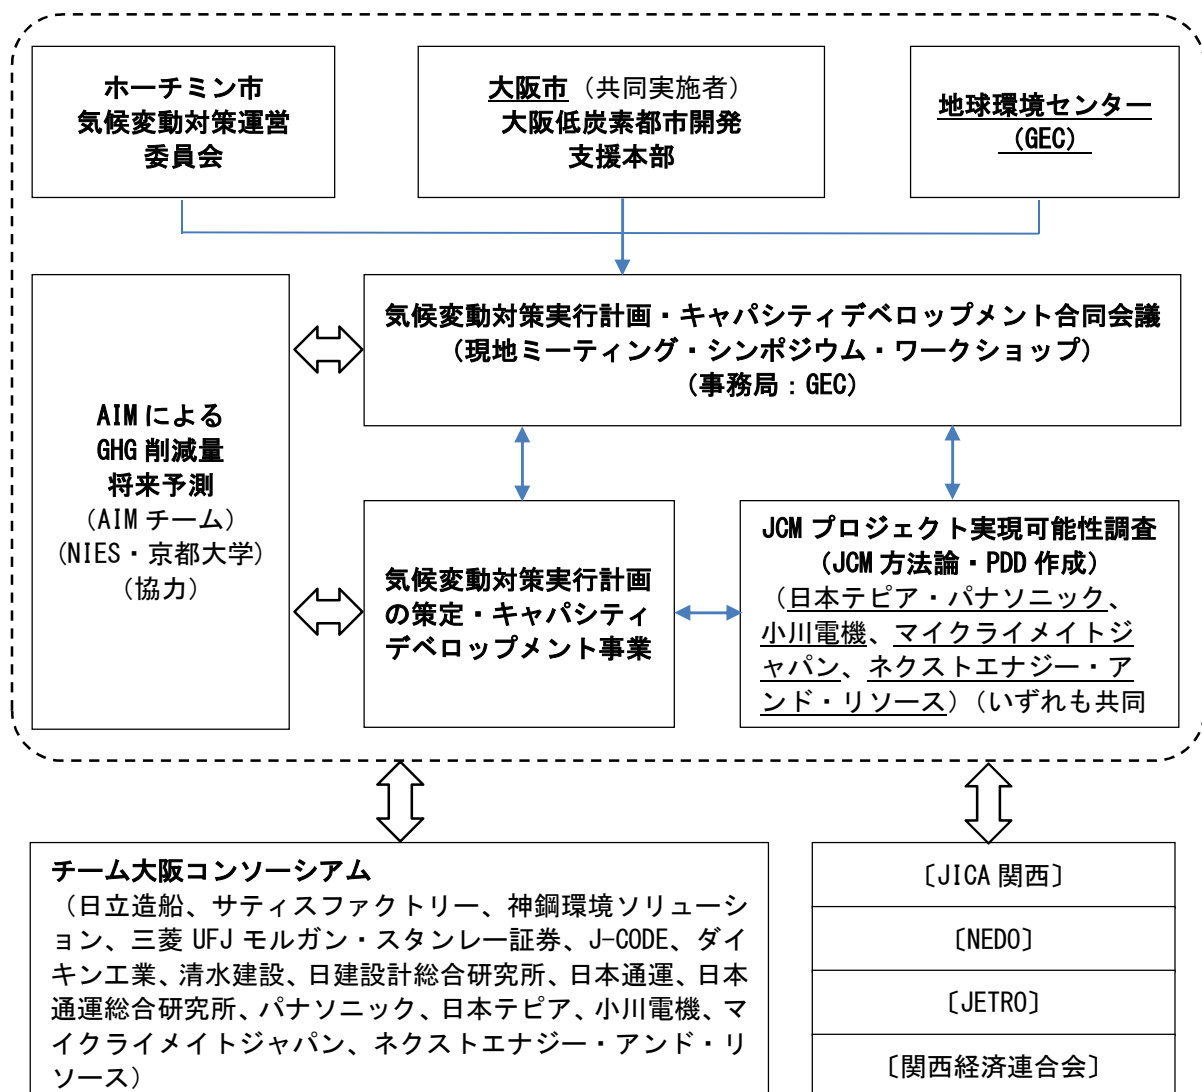 ホーチミン市
気候変動対策運営
委員会
大阪市（共同実施者）
大阪低炭素都市開発
支援本部
地球環境センター
（GEC）
気候変動対策実行計画・キャパシティデベロップメント合同会議
（現地ミーティング・シンポジウム・ワークショップ）
（事務局：GEC）
AIMによる
GHG削減量
将来予測
（AIMチーム）
（NIES・京都大学）
（協力）
気候変動対策実行計画
の策定・キャパシティ
デベロップメント事業
JCMプロジェクト実現可能性調査
（JCM方法論・PDD作成）
（日本テピア・パナソニック、
小川電機、マイクライメイトジ
ャパン、ネクストエナジー・ア
ンド・リソース）（いずれも共同
チーム大阪コンソーシアム
（日立造船、サティスファクトリー、神鋼環境ソリューシ
ョン、三菱UFJモルガン・スタンレー証券、J-CODE、ダイ
キン工業、清水建設、日建設計総合研究所、日本通運、日本
通運総合研究所、パナソニック、日本テピア、小川電機、マ
イクライメイトジャパン、ネクストエナジー・アンド・リ
ソース）
〔JICA関西〕
〔NEDO〕
〔JETRO〕
〔関西経済連合会〕